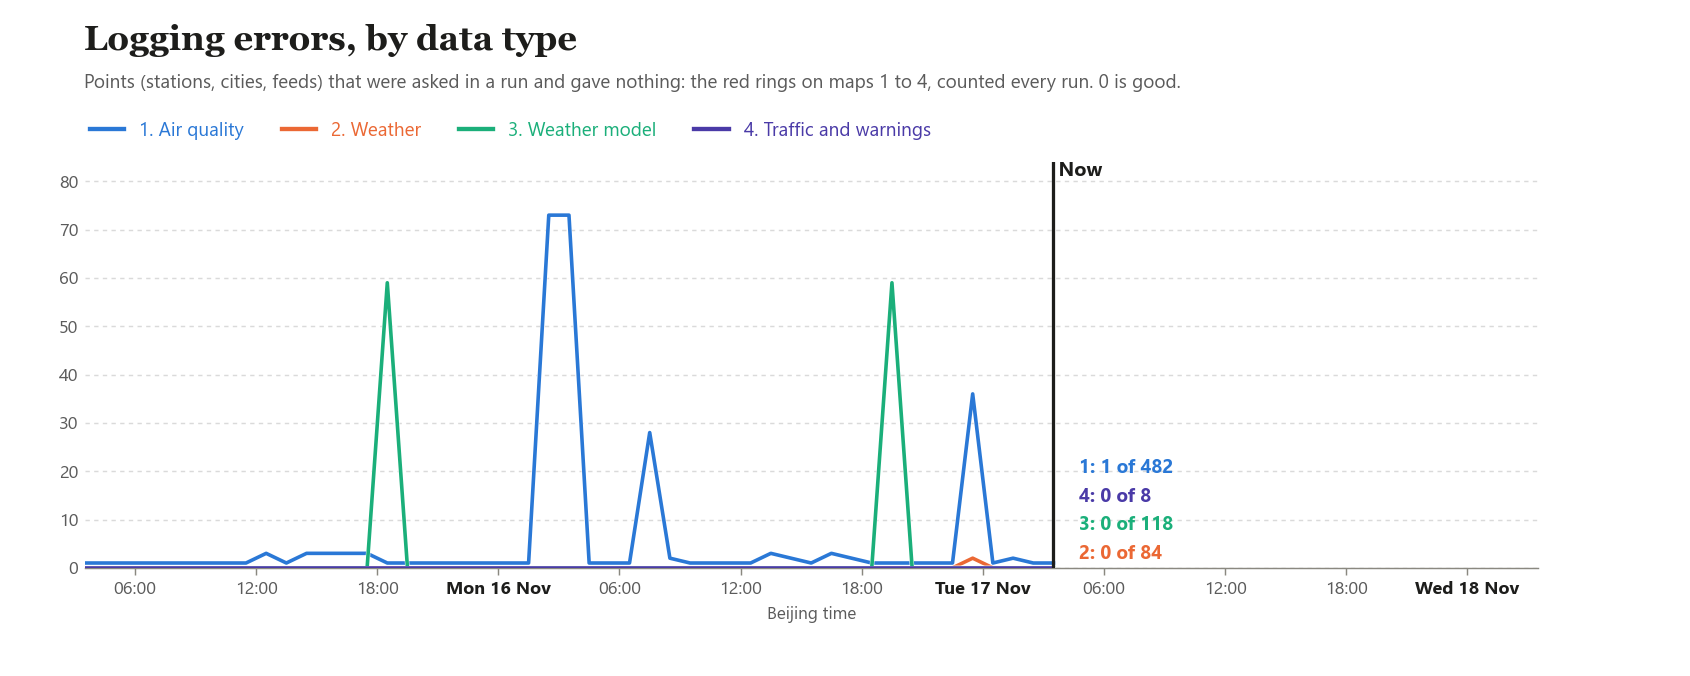 Logging errors, by data type
Points (stations, cities, feeds) that were asked in a run and gave nothing: the red rings on maps 1 to 4, counted every run. 0 is good.
1. Air quality 2. Weather 3. Weather model 4. Traffic and warnings
Now
80
70
60
50
40
30
20
10
0
1: 1 of 482
4: 0 of 8
3: 0 of 118
2: 0 of 84
06:00 12:00 18:00 Mon 16 Nov 06:00 12:00 18:00 Tue 17 Nov 06:00 12:00 18:00 Wed 18 Nov
Beijing time